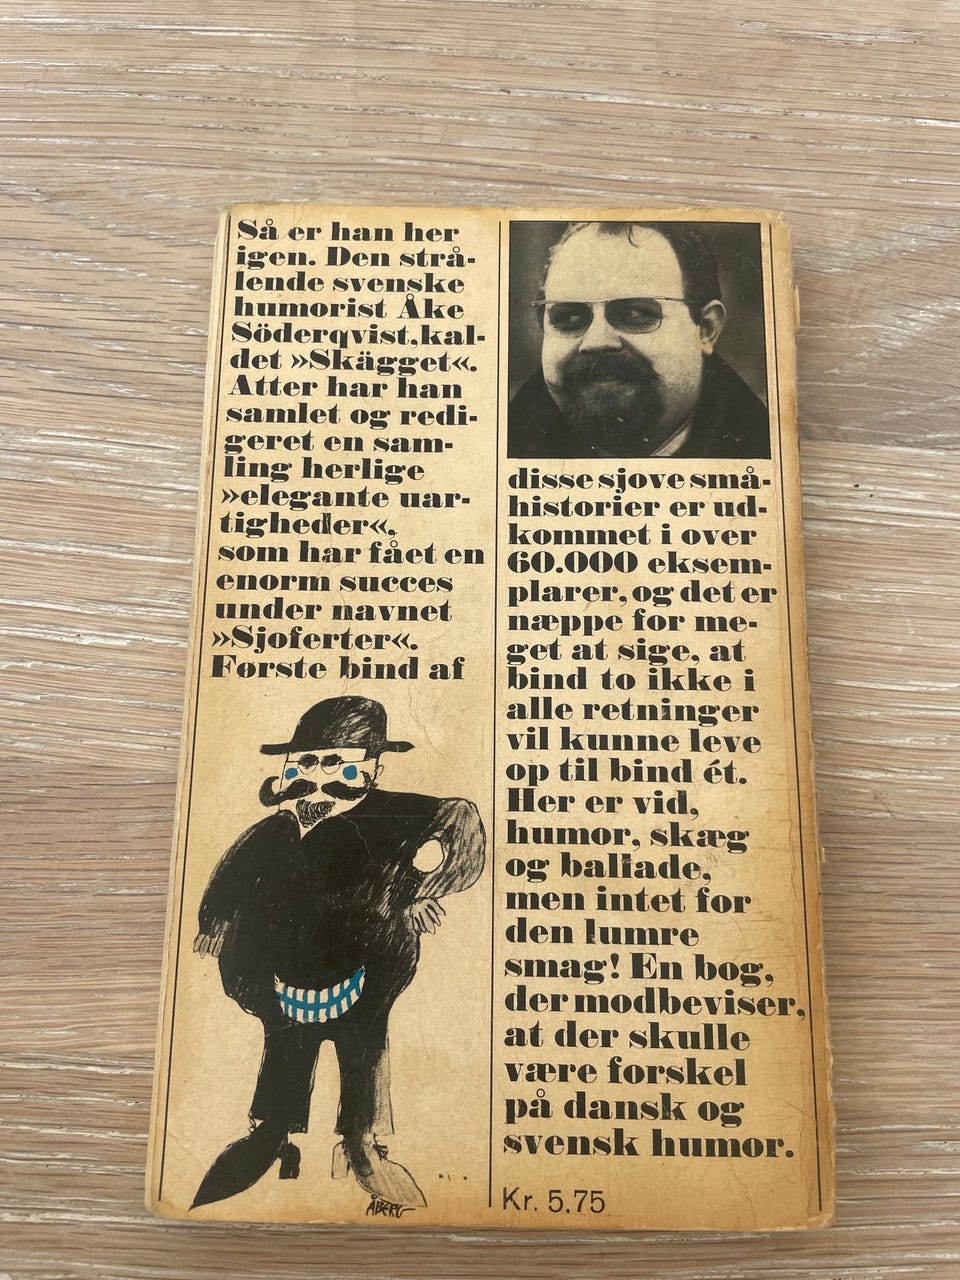 Så er han her
igen. Den strå-
lende svenske
humorist Åke
Söderqvist, kal-
det »Skägget«.
Atter har han
samlet og redi-
geret en sam-
ling herlige
»elegante uar-
tigheder«,
som har fået en
enorm succes
under navnet
»Sjoferter«.
Første bind af
disse sjove små-
historier er ud-
kommet i over
60.000 eksem-
plarer, og det er
næppe for me-
get at sige, at
bind to ikke i
alle retninger
vil kunne leve
op til bind ét.
Her er vid,
humor, skæg
og ballade,
men intet for
den lumre
smag! En bog,
der modbeviser,
at der skulle
være forskel
på dansk og
svensk humor.
ÅBERG
Kr. 5.75